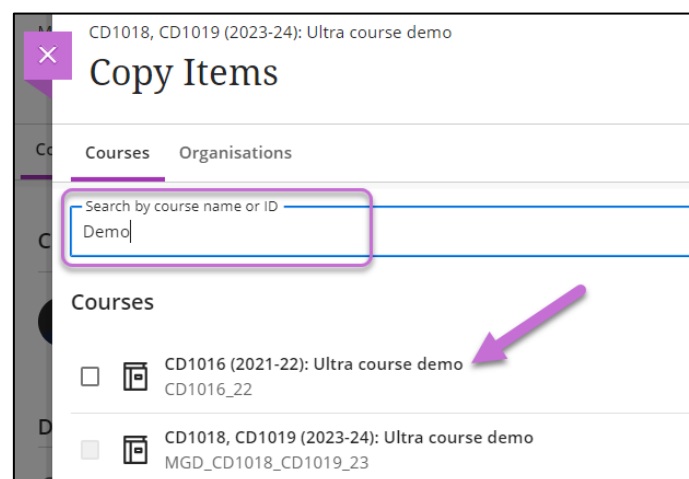 CD1018, CD1019 (2023-24): Ultra course demo
Copy Items
Courses Organisations
Search by course name or ID
Demo
Courses
CD1016 (2021-22): Ultra course demo
CD1016_22
CD1018, CD1019 (2023-24): Ultra course demo
MGD_CD1018_CD1019_23